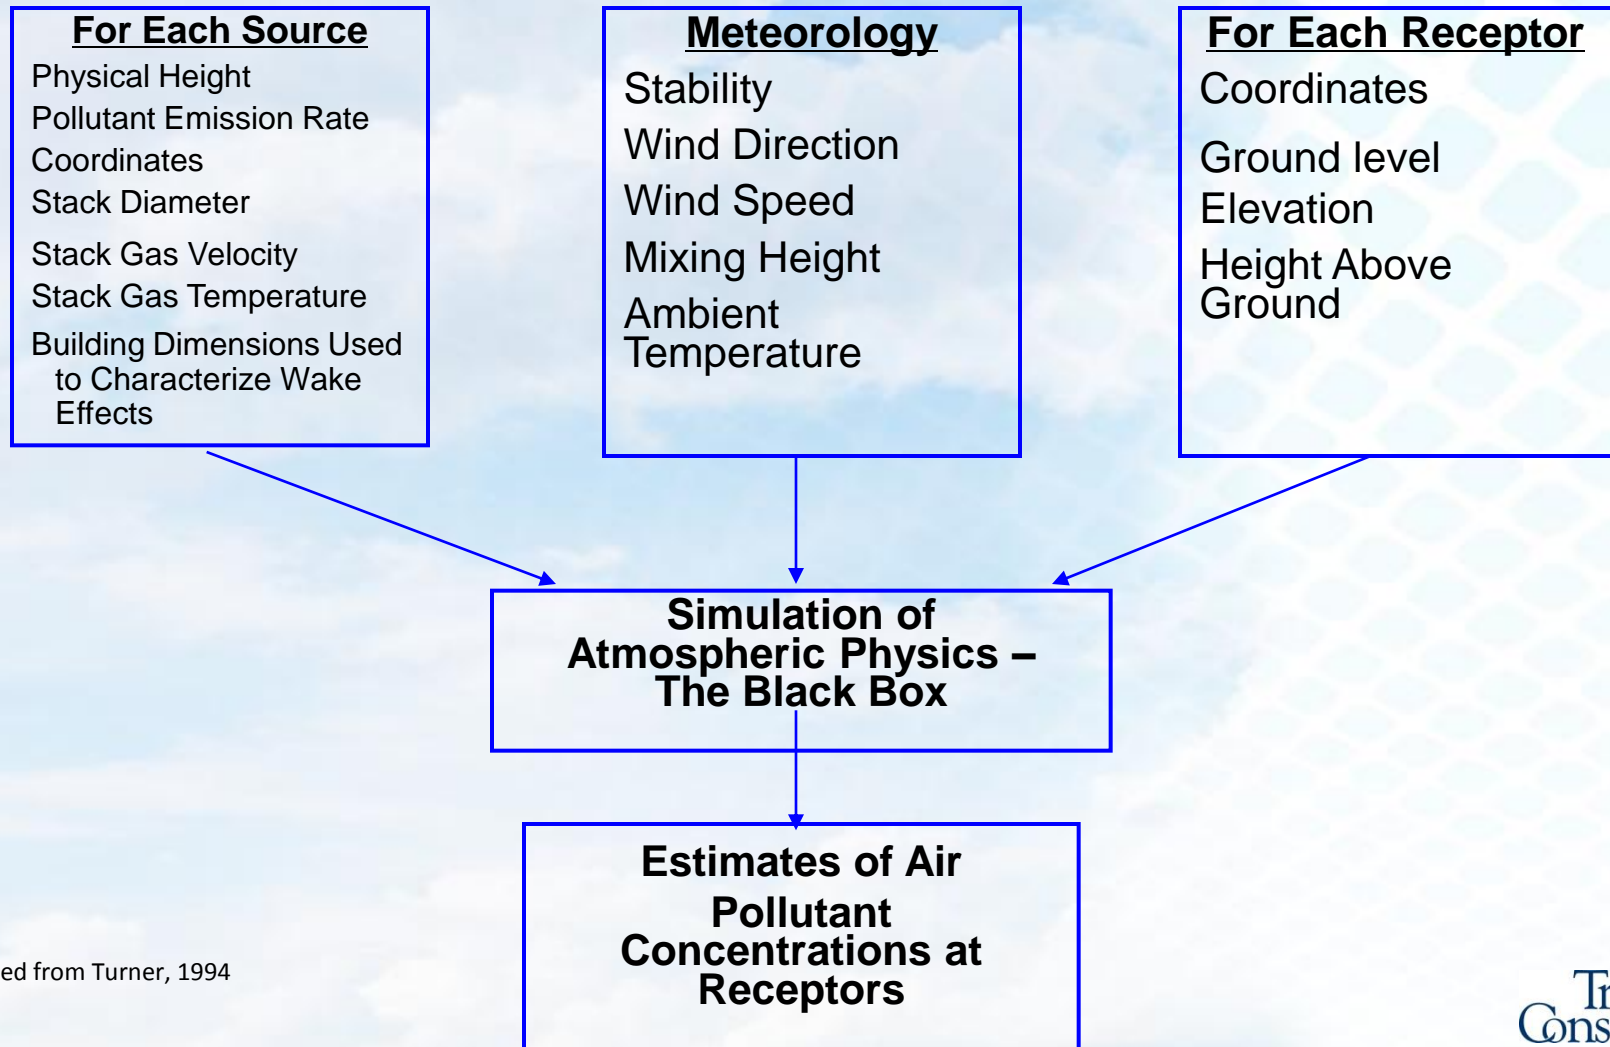 For Each Source
Physical Height
Pollutant Emission Rate
Coordinates
Stack Diameter
Stack Gas Velocity
Stack Gas Temperature
Building Dimensions Used
to Characterize Wake
Effects
Meteorology
Stability
Wind Direction
Wind Speed
Mixing Height
Ambient
Temperature
For Each Receptor
Coordinates
Ground level
Elevation
Height Above
Ground
Simulation of
Atmospheric Physics –
The Black Box
Estimates of Air
Pollutant
Concentrations at
Receptors
from Turner, 1994